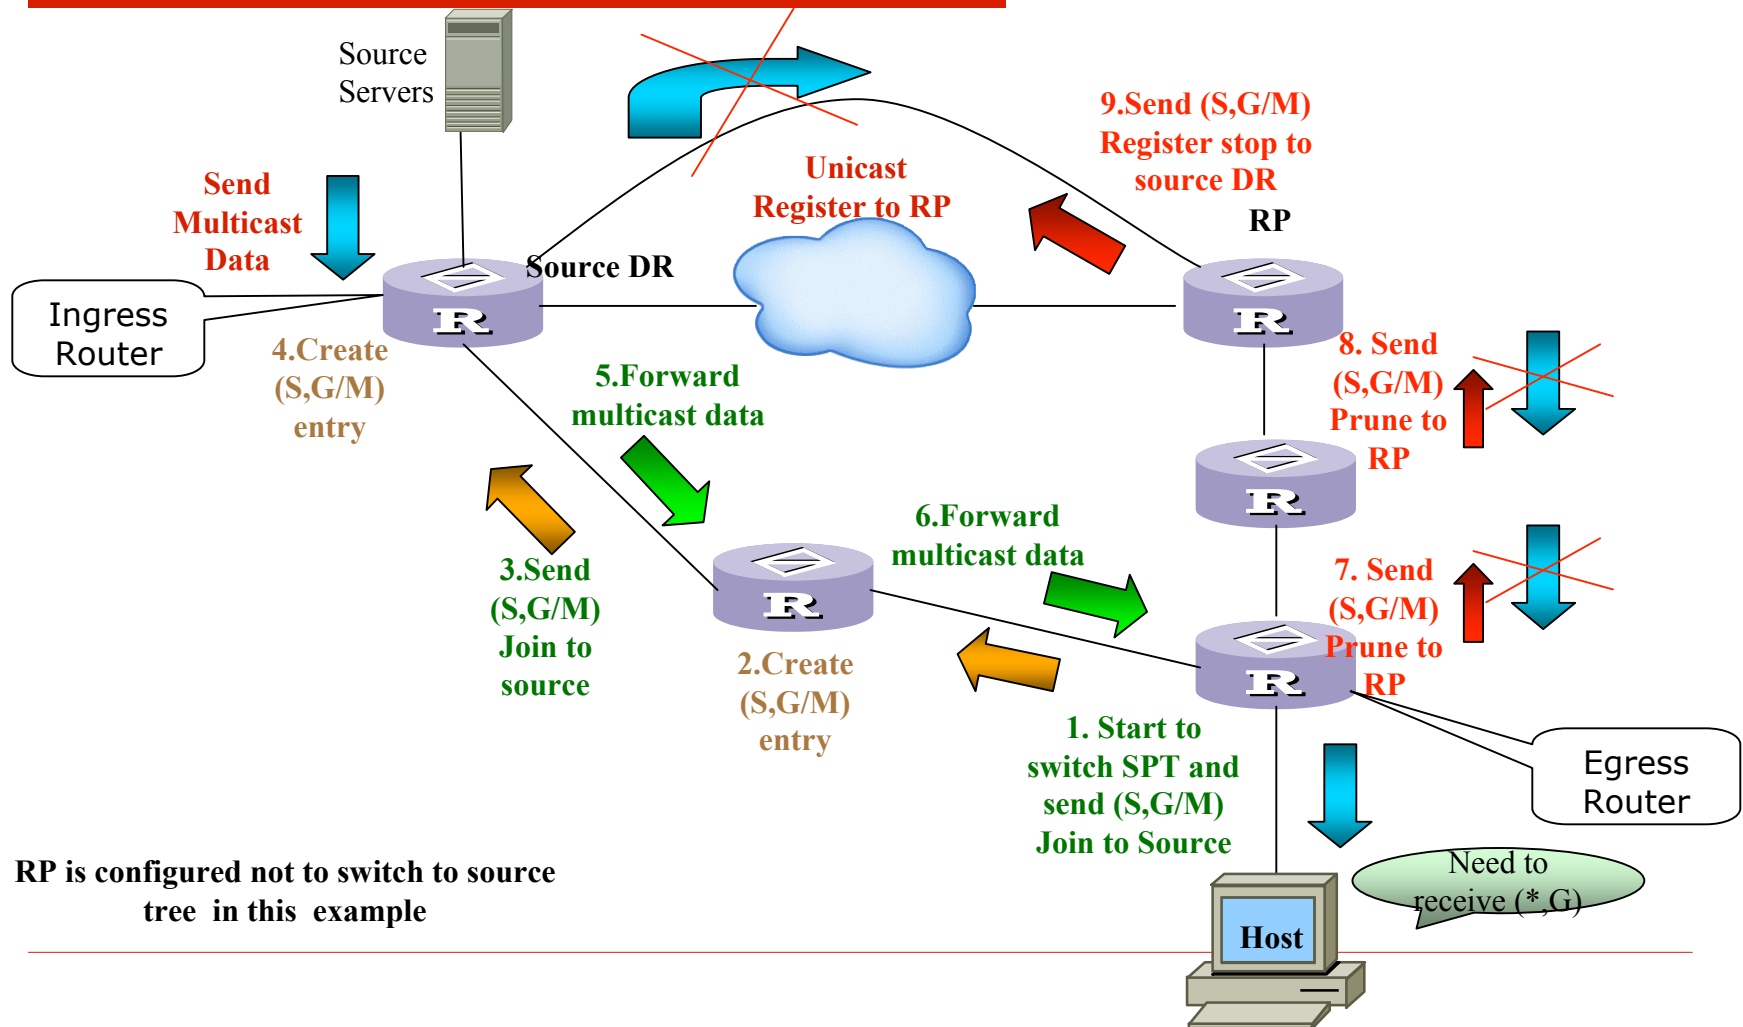 Source
Servers
9.Send (S,G/M)
Register stop to
source DR
RP
Unicast
Register to RP
Send
Multicast
Data
Source DR
R
R
Ingress
Router
4.Create
(S,G/M)
entry
5.Forward
multicast data
8. Send
(S,G/M)
Prune to
RP
R
6.Forward
multicast data
3.Send
(S,G/M)
Join to
source
R
7. Send
(S,G/M)
Prune to
RP
R
2.Create
(S,G/M)
entry
1. Start to
switch SPT and
send (S,G/M)
Join to Source
Egress
Router
RP is configured not to switch to source
tree in this example
Need to
receive (*,G)
Host